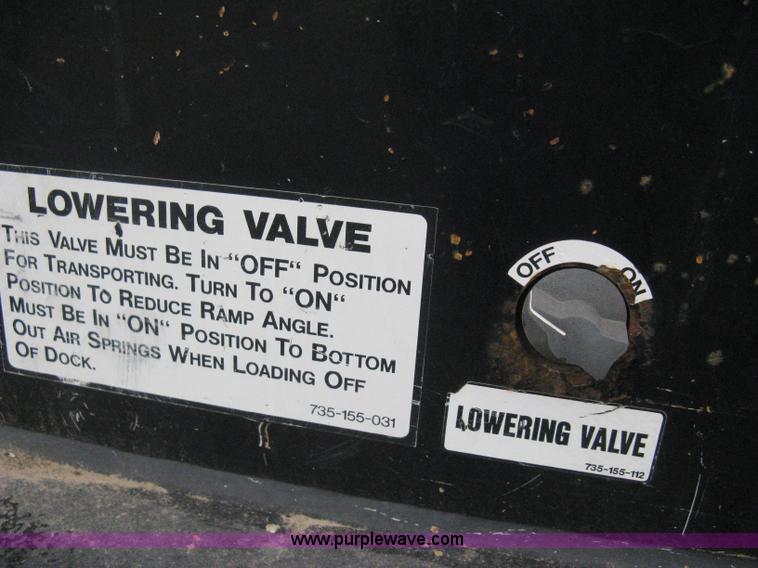 LOWERING VALVE
THIS VALVE MUST BE IN "OFF" POSITION
FOR TRANSPORTING. TURN TO "ON"
POSITION TO REDUCE RAMP ANGLE.
MUST BE IN "ON" POSITION TO BOTTOM
OUT AIR SPRINGS WHEN LOADING OFF
OF DOCK.
735-155-031
OFF
ON
LOWERING VALVE
735-155-112
www.purplewave.com